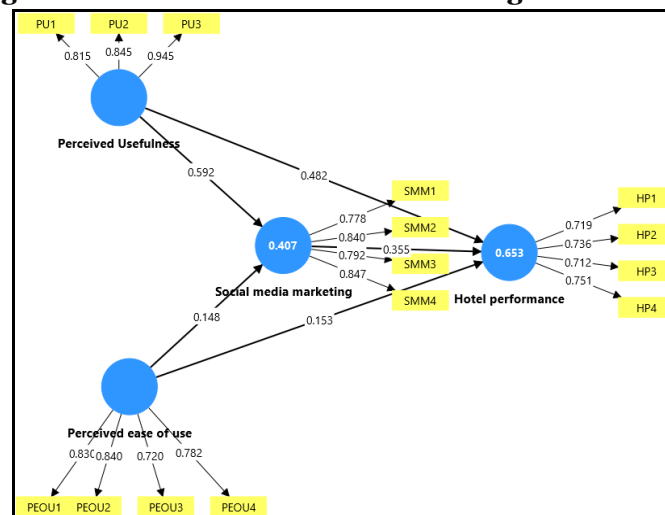 PU1 PU2 PU3
0.815 0.845 0.945
Perceived Usefulness
0.592
0.482
SMM1
0.778
HP1
0.719
SMM2
0.840
HP2
0.736
0.407
0.355
0.653
0.792
SMM3
0.712
HP3
0.847
0.751
Social media marketing
SMM4
Hotel performance
HP4
0.148
0.153
Perceived ease of use
0.830 0.840 0.720 0.782
PEOU1 PEOU2 PEOU3 PEOU4